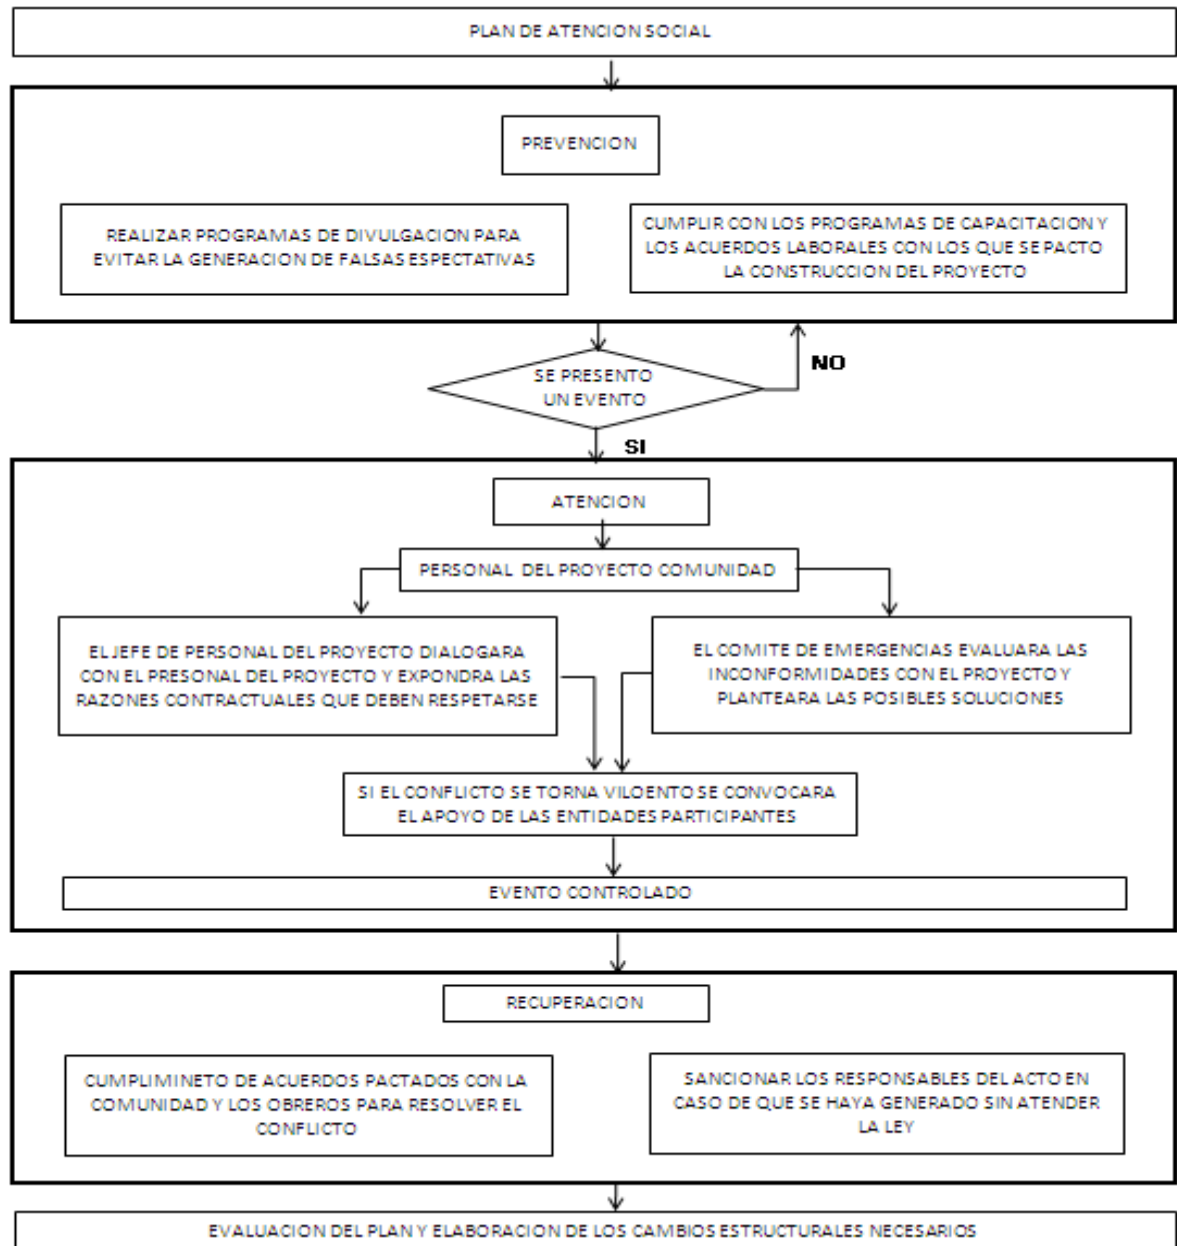 PLAN DE ATENCION SOCIAL
PREVENCION
REALIZAR PROGRAMAS DE DIVULGACION PARA
EVITAR LA GENERACION DE FALSAS ESPECTATIVAS
CUMPLIR CON LOS PROGRAMAS DE CAPACITACION Y
LOS ACUERDOS LABORALES CON LOS QUE SE PACTO
LA CONSTRUCCION DEL PROYECTO
SE PRESENTO
UN EVENTO
NO
SI
ATENCION
PERSONAL DEL PROYECTO COMUNIDAD
EL JEFE DE PERSONAL DEL PROYECTO DIALOGARA
CON EL PRESONAL DEL PROYECTO Y EXPONDRA LAS
RAZONES CONTRACTUALES QUE DEBEN RESPETARSE
EL COMITE DE EMERGENCIAS EVALUARA LAS
INCONFORMIDADES CON EL PROYECTO Y
PLANTEARA LAS POSIBLES SOLUCIONES
SI EL CONFLICTO SE TORNA VILOENTO SE CONVOCARA
EL APOYO DE LAS ENTIDADES PARTICIPANTES
EVENTO CONTROLADO
RECUPERACION
CUMPLIMINETO DE ACUERDOS PACTADOS CON LA
COMUNIDAD Y LOS OBREROS PARA RESOLVER EL
CONFLICTO
SANCIONAR LOS RESPONSABLES DEL ACTO EN
CASO DE QUE SE HAYA GENERADO SIN ATENDER
LA LEY
EVALUACION DEL PLAN Y ELABORACION DE LOS CAMBIOS ESTRUCTURALES NECESARIOS